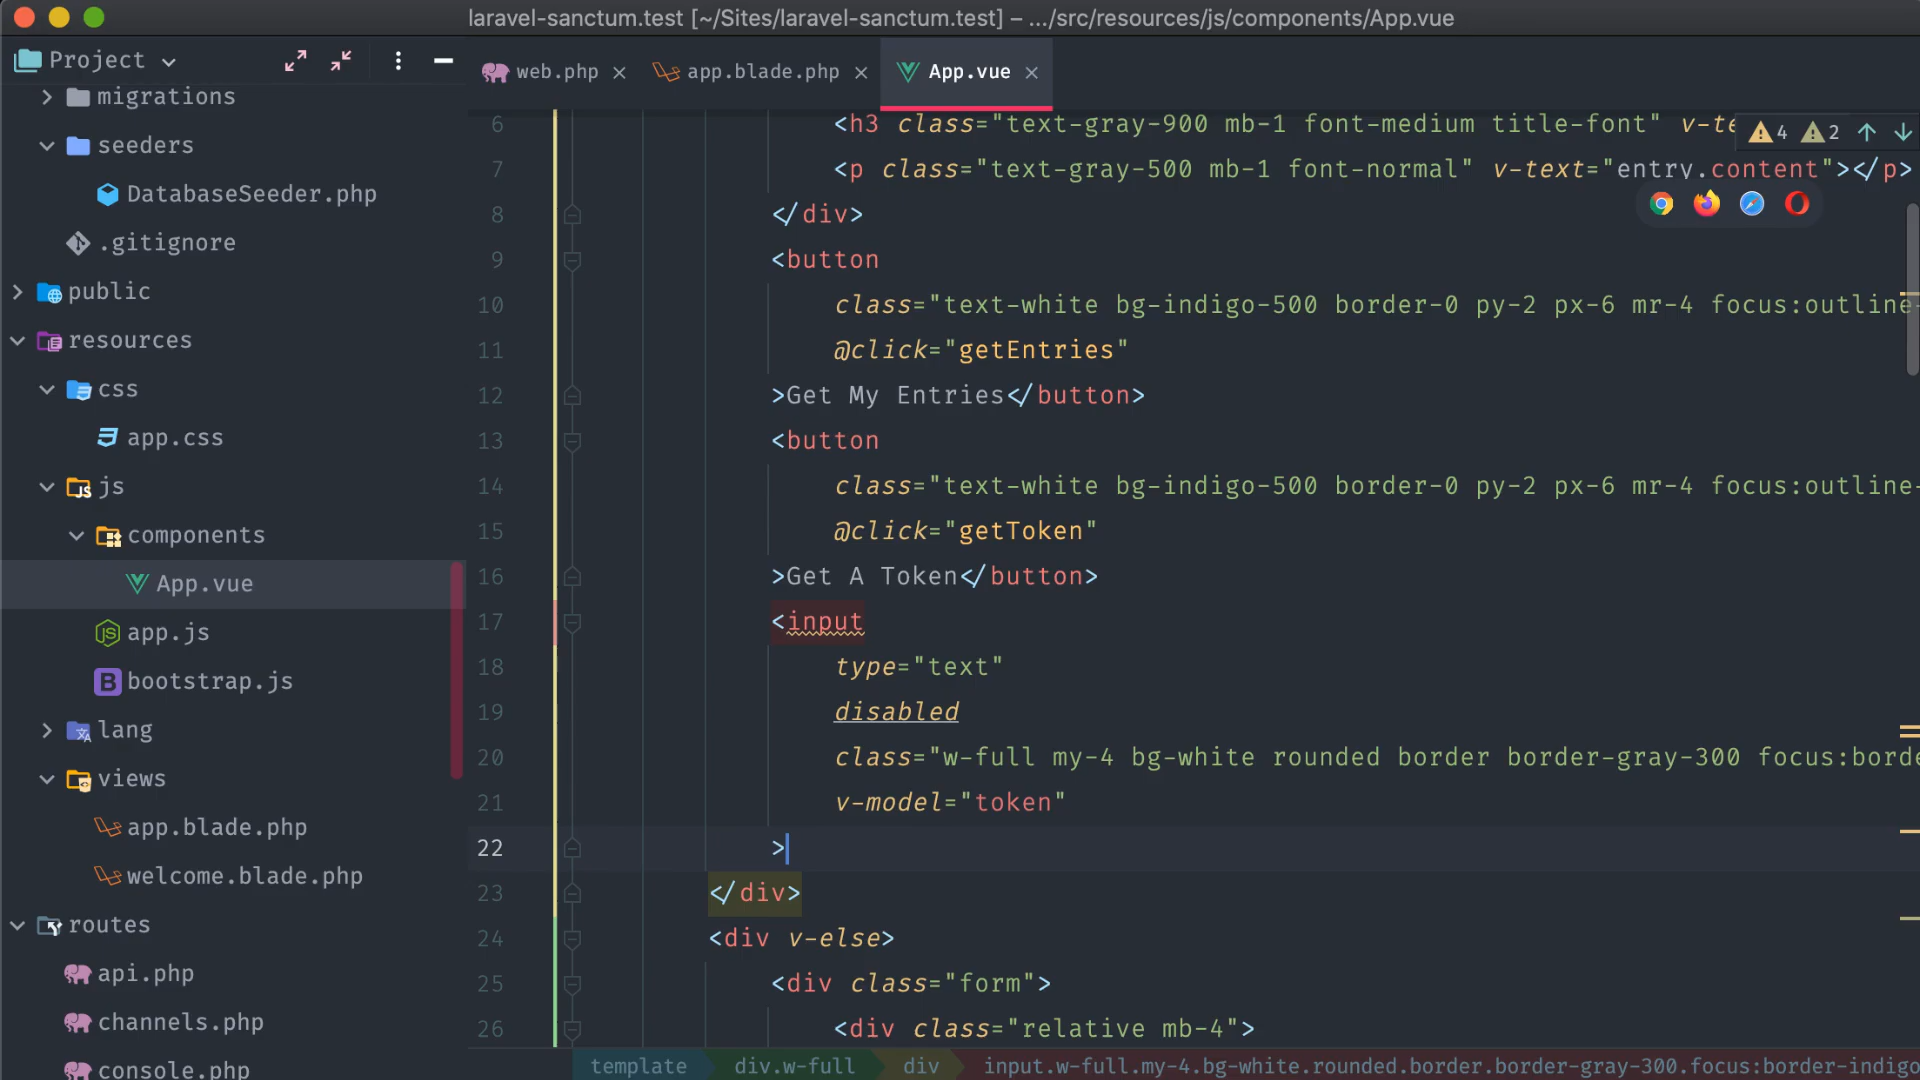 laravel-sanctum.test [~/Sites/laravel-sanctum.test] – .../src/resources/js/components/App.vue
Project
migrations
seeders
DatabaseSeeder.php
.gitignore
public
resources
css
app.css
js
components
App.vue
app.js
bootstrap.js
lang
views
app.blade.php
welcome.blade.php
routes
api.php
channels.php
console.php
web.php
app.blade.php
App.vue
4 2
6 <h3 class="text-gray-900 mb-1 font-medium title-font" v-te
7 <p class="text-gray-500 mb-1 font-normal" v-text="entry.content"></p>
8 </div>
9 <button
10 class="text-white bg-indigo-500 border-0 py-2 px-6 mr-4 focus:outline-
11 @click="getEntries"
12 >Get My Entries</button>
13 <button
14 class="text-white bg-indigo-500 border-0 py-2 px-6 mr-4 focus:outline-
15 @click="getToken"
16 >Get A Token</button>
17 <input
18 type="text"
19 disabled
20 class="w-full my-4 bg-white rounded border border-gray-300 focus:borde
21 v-model="token"
22 >
23 </div>
24 <div v-else>
25 <div class="form">
26 <div class="relative mb-4">
template div.w-full div input.w-full.my-4.bg-white.rounded.border.border-gray-300.focus:border-indigo